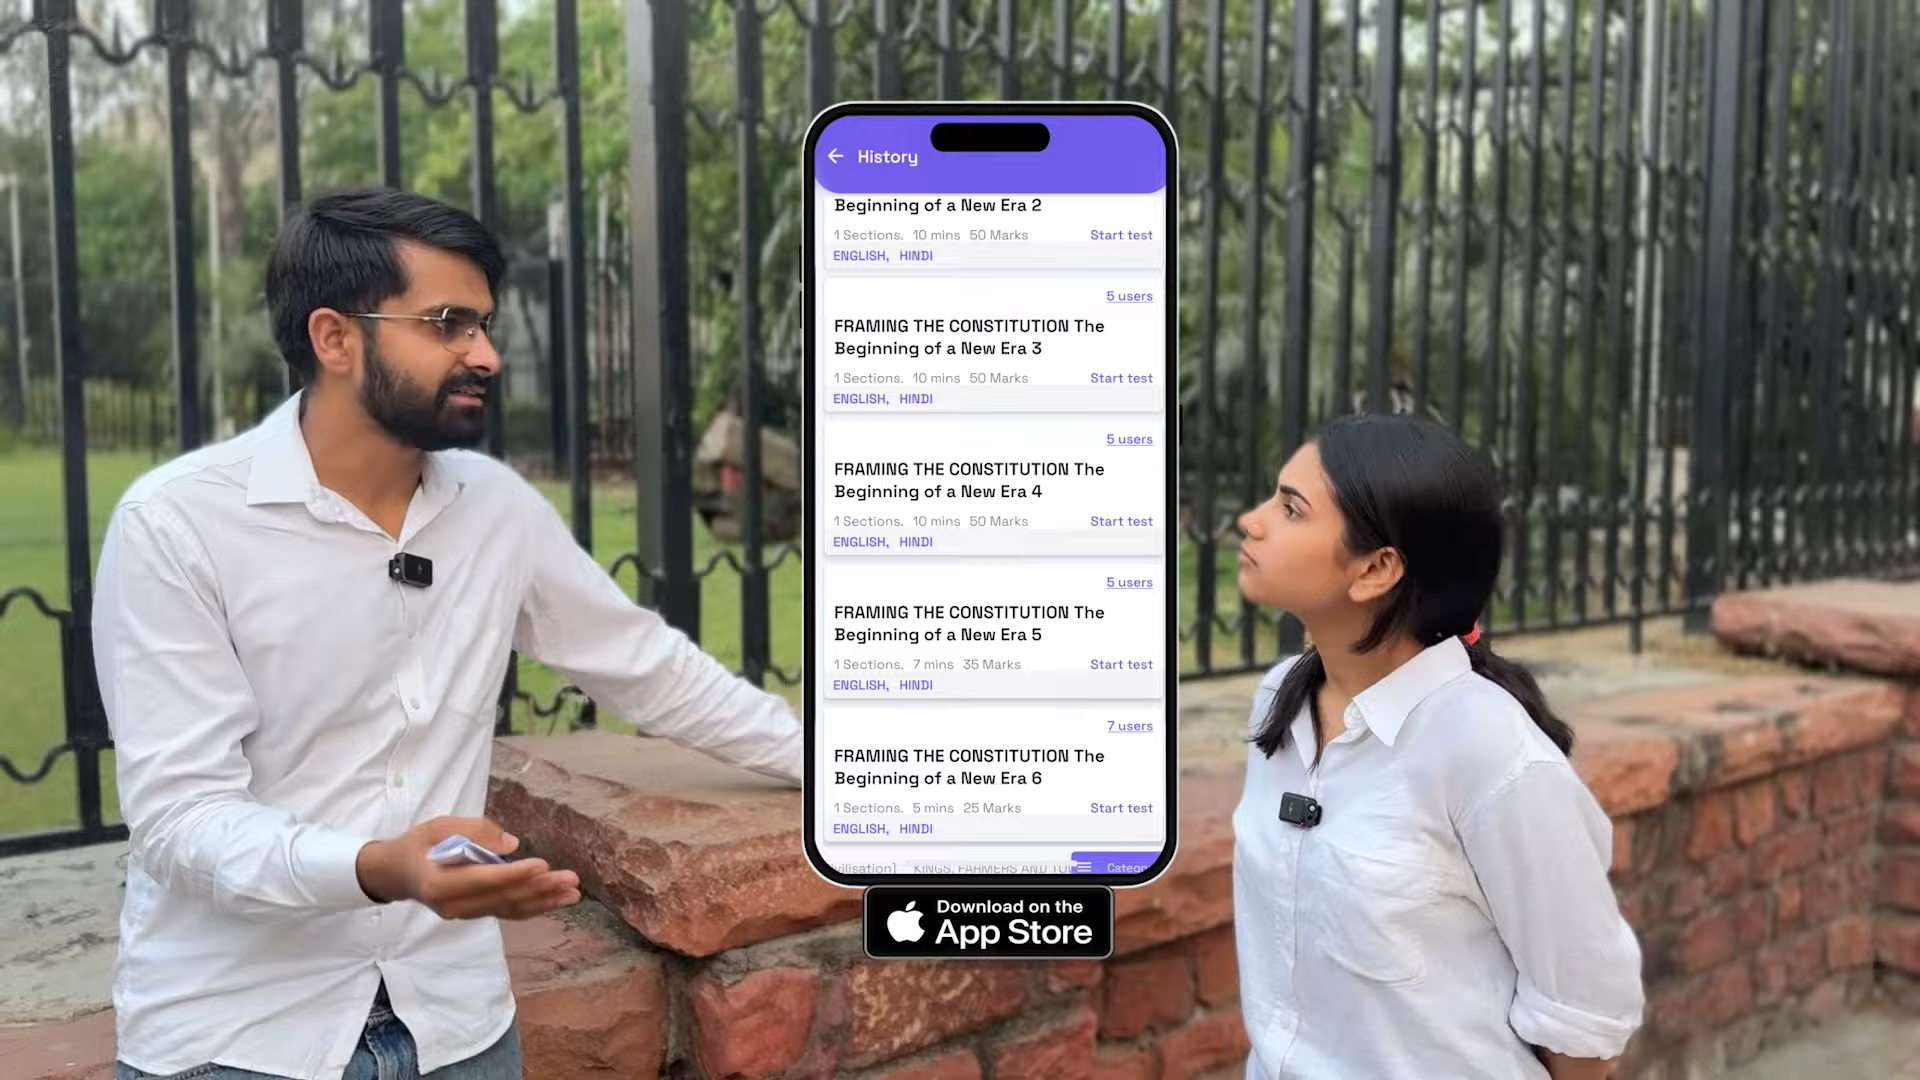 History
Beginning of a New Era 2
1 Sections. 10 mins 50 Marks Start test
ENGLISH, HINDI
5 users
FRAMING THE CONSTITUTION The
Beginning of a New Era 3
1 Sections. 10 mins 50 Marks Start test
ENGLISH, HINDI
5 users
FRAMING THE CONSTITUTION The
Beginning of a New Era 4
1 Sections. 10 mins 50 Marks Start test
ENGLISH, HINDI
5 users
FRAMING THE CONSTITUTION The
Beginning of a New Era 5
1 Sections. 7 mins 35 Marks Start test
ENGLISH, HINDI
7 users
FRAMING THE CONSTITUTION The
Beginning of a New Era 6
1 Sections. 5 mins 25 Marks Start test
ENGLISH, HINDI
KINGS, FARMERS AND
Download on the
App Store